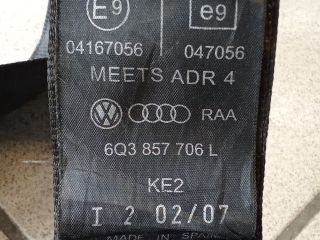 E9 e9
04167056 047056
MEETS ADR 4
RAA
6Q3 857 706 L
KE2
I 2 02/07
MADE IN SPAIN